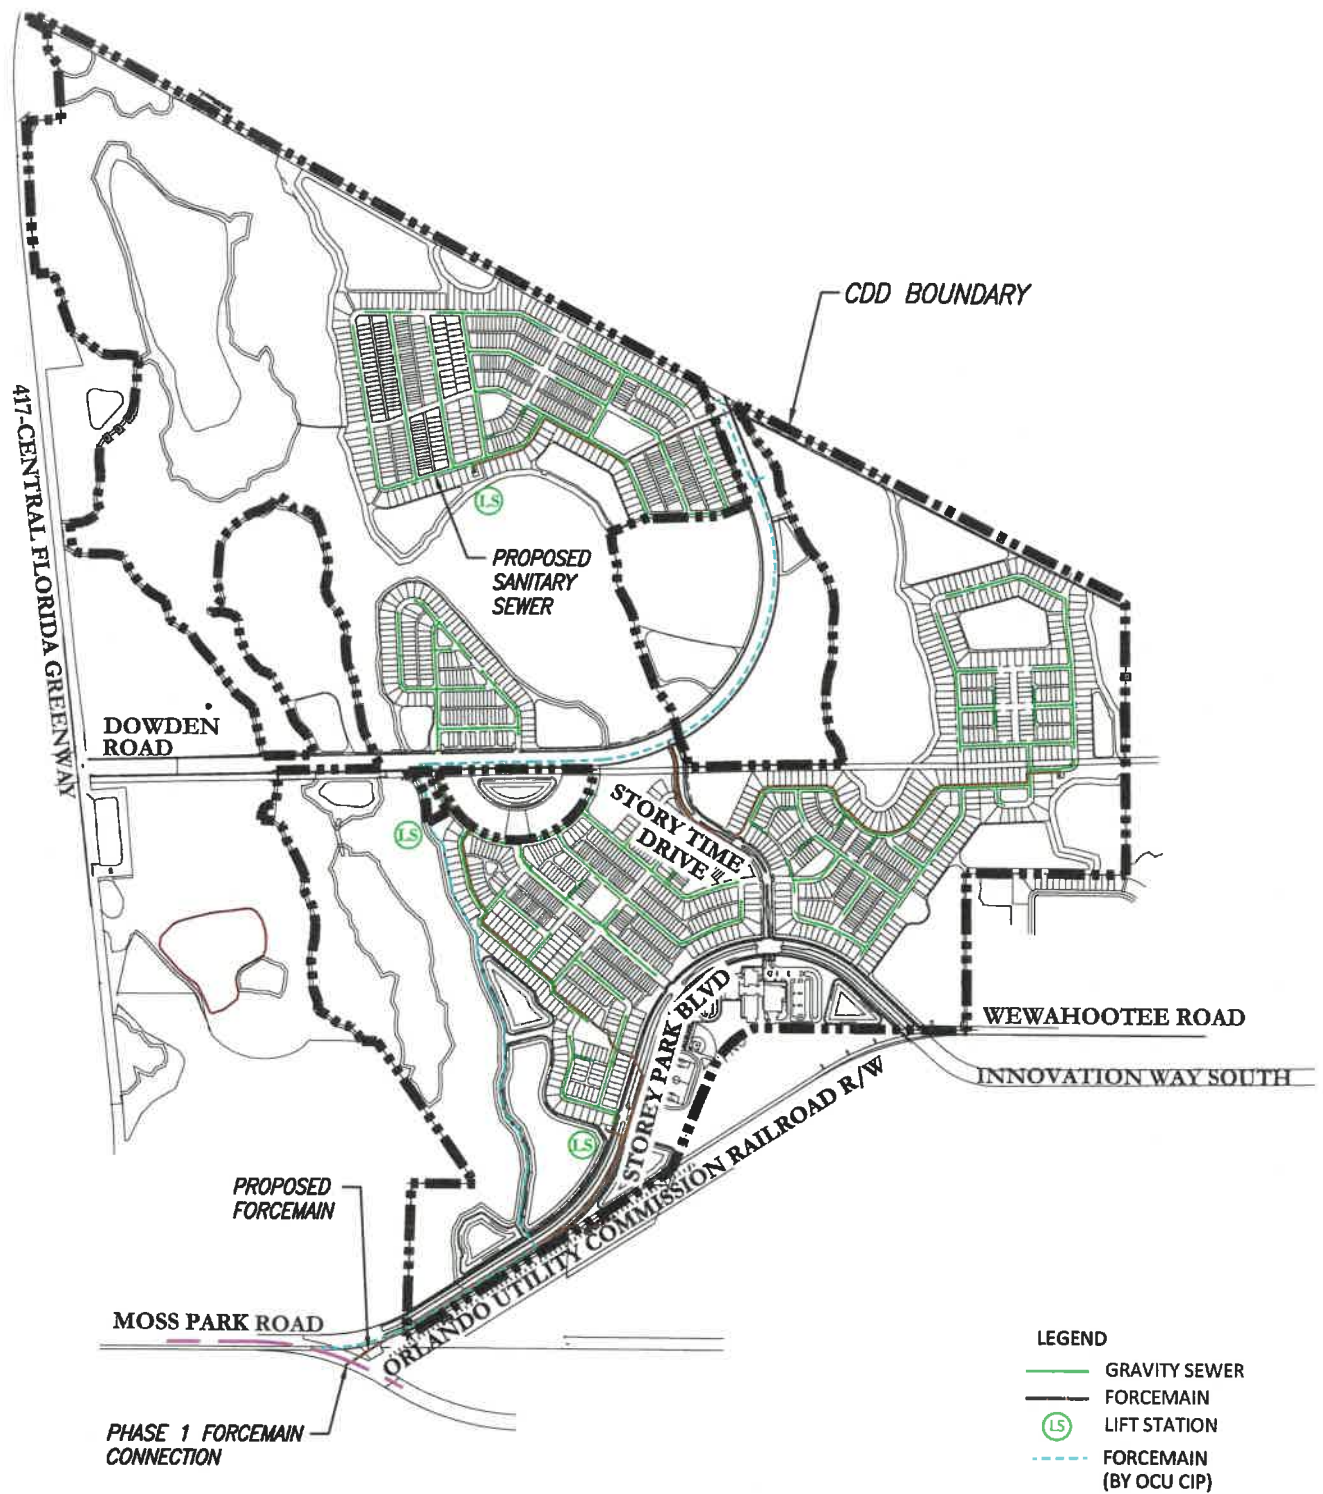 CDD BOUNDARY
417-CENTRAL FLORIDA GREENWAY
LS
PROPOSED
SANITARY
SEWER
DOWDEN
ROAD
LS
STORY TIME
DRIVE
STOREY PARK BLVD
WEWAHOOTEE ROAD
INNOVATION WAY SOUTH
LS
ORLANDO UTILITY COMMISSION RAILROAD R/W
PROPOSED
FORCEMAIN
MOSS PARK ROAD
PHASE 1 FORCEMAIN
CONNECTION
LEGEND
GRAVITY SEWER
FORCEMAIN
LS LIFT STATION
FORCEMAIN
(BY OCU CIP)